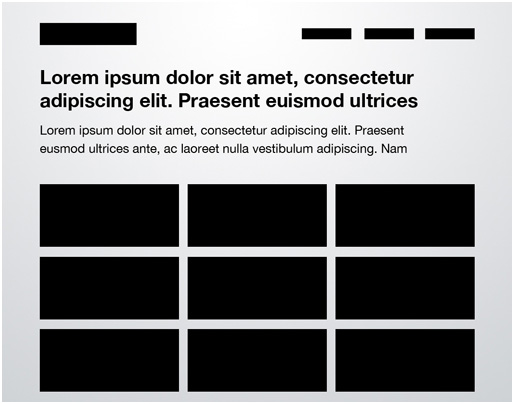 Lorem ipsum dolor sit amet, consectetur
adipiscing elit. Praesent euismod ultrices
Lorem ipsum dolor sit amet, consectetur adipiscing elit. Praesent
eusmod ultrices ante, ac laoreet nulla vestibulum adipiscing. Nam